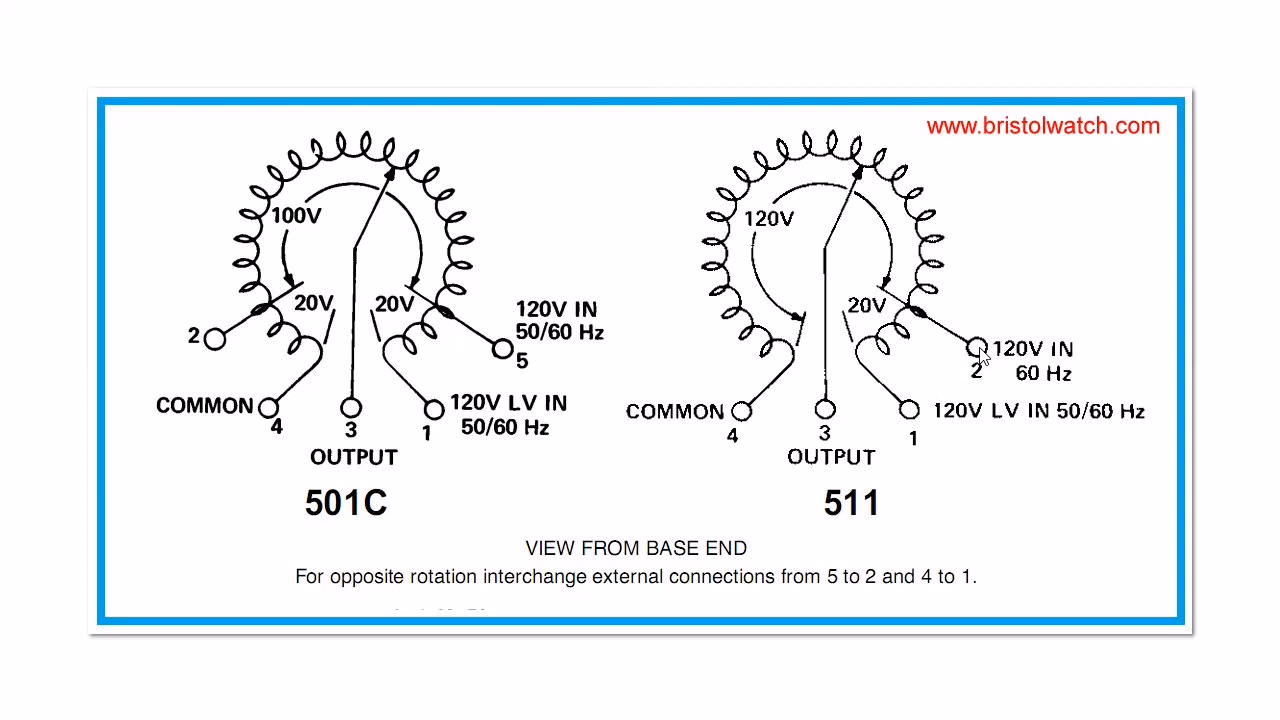 www.bristolwatch.com
100V
20V
20V
120V IN
50/60 Hz
2
5
COMMON
120V LV IN
50/60 Hz
4
3
1
OUTPUT
501C
120V
20V
120V IN
2
60 Hz
COMMON
120V LV IN 50/60 Hz
4
3
1
OUTPUT
511
VIEW FROM BASE END
For opposite rotation interchange external connections from 5 to 2 and 4 to 1.